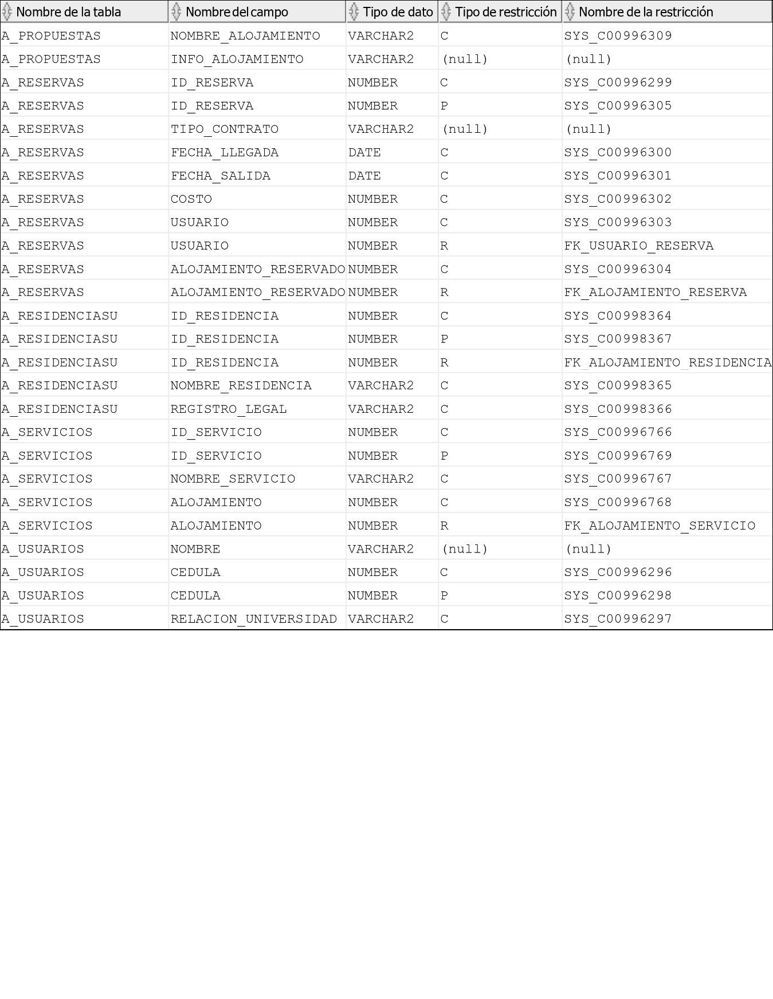 Nombre de la tabla Nombre del campo Tipo de dato Tipo de restricción Nombre de la restricción
A_PROPUESTAS NOMBRE_ALOJAMIENTO VARCHAR2 C SYS_C00996309
A_PROPUESTAS INFO_ALOJAMIENTO VARCHAR2 (null) (null)
A_RESERVAS ID_RESERVA NUMBER C SYS_C00996299
A_RESERVAS ID_RESERVA NUMBER P SYS_C00996305
A_RESERVAS TIPO_CONTRATO VARCHAR2 (null) (null)
A_RESERVAS FECHA_LLEGADA DATE C SYS_C00996300
A_RESERVAS FECHA_SALIDA DATE C SYS_C00996301
A_RESERVAS COSTO NUMBER C SYS_C00996302
A_RESERVAS USUARIO NUMBER C SYS_C00996303
A_RESERVAS USUARIO NUMBER R FK_USUARIO_RESERVA
A_RESERVAS ALOJAMIENTO_RESERVADO NUMBER C SYS_C00996304
A_RESERVAS ALOJAMIENTO_RESERVADO NUMBER R FK_ALOJAMIENTO_RESERVA
A_RESIDENCIASU ID_RESIDENCIA NUMBER C SYS_C00998364
A_RESIDENCIASU ID_RESIDENCIA NUMBER P SYS_C00998367
A_RESIDENCIASU ID_RESIDENCIA NUMBER R FK_ALOJAMIENTO_RESIDENCIA
A_RESIDENCIASU NOMBRE_RESIDENCIA VARCHAR2 C SYS_C00998365
A_RESIDENCIASU REGISTRO_LEGAL VARCHAR2 C SYS_C00998366
A_SERVICIOS ID_SERVICIO NUMBER C SYS_C00996766
A_SERVICIOS ID_SERVICIO NUMBER P SYS_C00996769
A_SERVICIOS NOMBRE_SERVICIO VARCHAR2 C SYS_C00996767
A_SERVICIOS ALOJAMIENTO NUMBER C SYS_C00996768
A_SERVICIOS ALOJAMIENTO NUMBER R FK_ALOJAMIENTO_SERVICIO
A_USUARIOS NOMBRE VARCHAR2 (null) (null)
A_USUARIOS CEDULA NUMBER C SYS_C00996296
A_USUARIOS CEDULA NUMBER P SYS_C00996298
A_USUARIOS RELACION_UNIVERSIDAD VARCHAR2 C SYS_C00996297